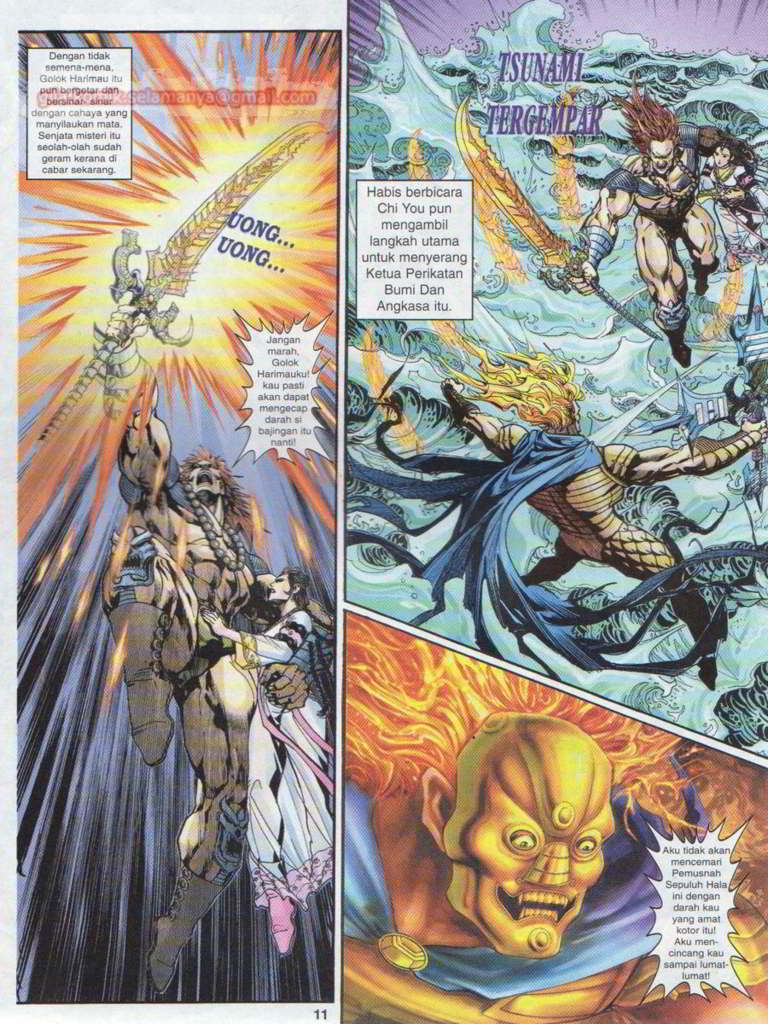 Dengan tidak
semena-mena,
Golok Harimau itu
pun bergetar dan
bersinar-sinar
dengan cahaya yang
manyilaukan mata.
Senjata misteri itu
seolah-olah sudah
geram kerana di
cabar sekarang.
UONG...
UONG...
Jangan
marah,
Golok
Harimauku!
kau pasti
akan dapat
mengecap
darah si
bajingan itu
nanti!
TSUNAMI
TERGEMPAR
Habis berbicara
Chi You pun
mengambil
langkah utama
untuk menyerang
Ketua Perikatan
Bumi Dan
Angkasa itu.
Aku tidak akan
mencemari
Pemusnah
Sepuluh Hala
ini dengan
darah kau
yang amat
kotor itu!
Aku men-
cincang kau
sampai lumat-
lumat!
11